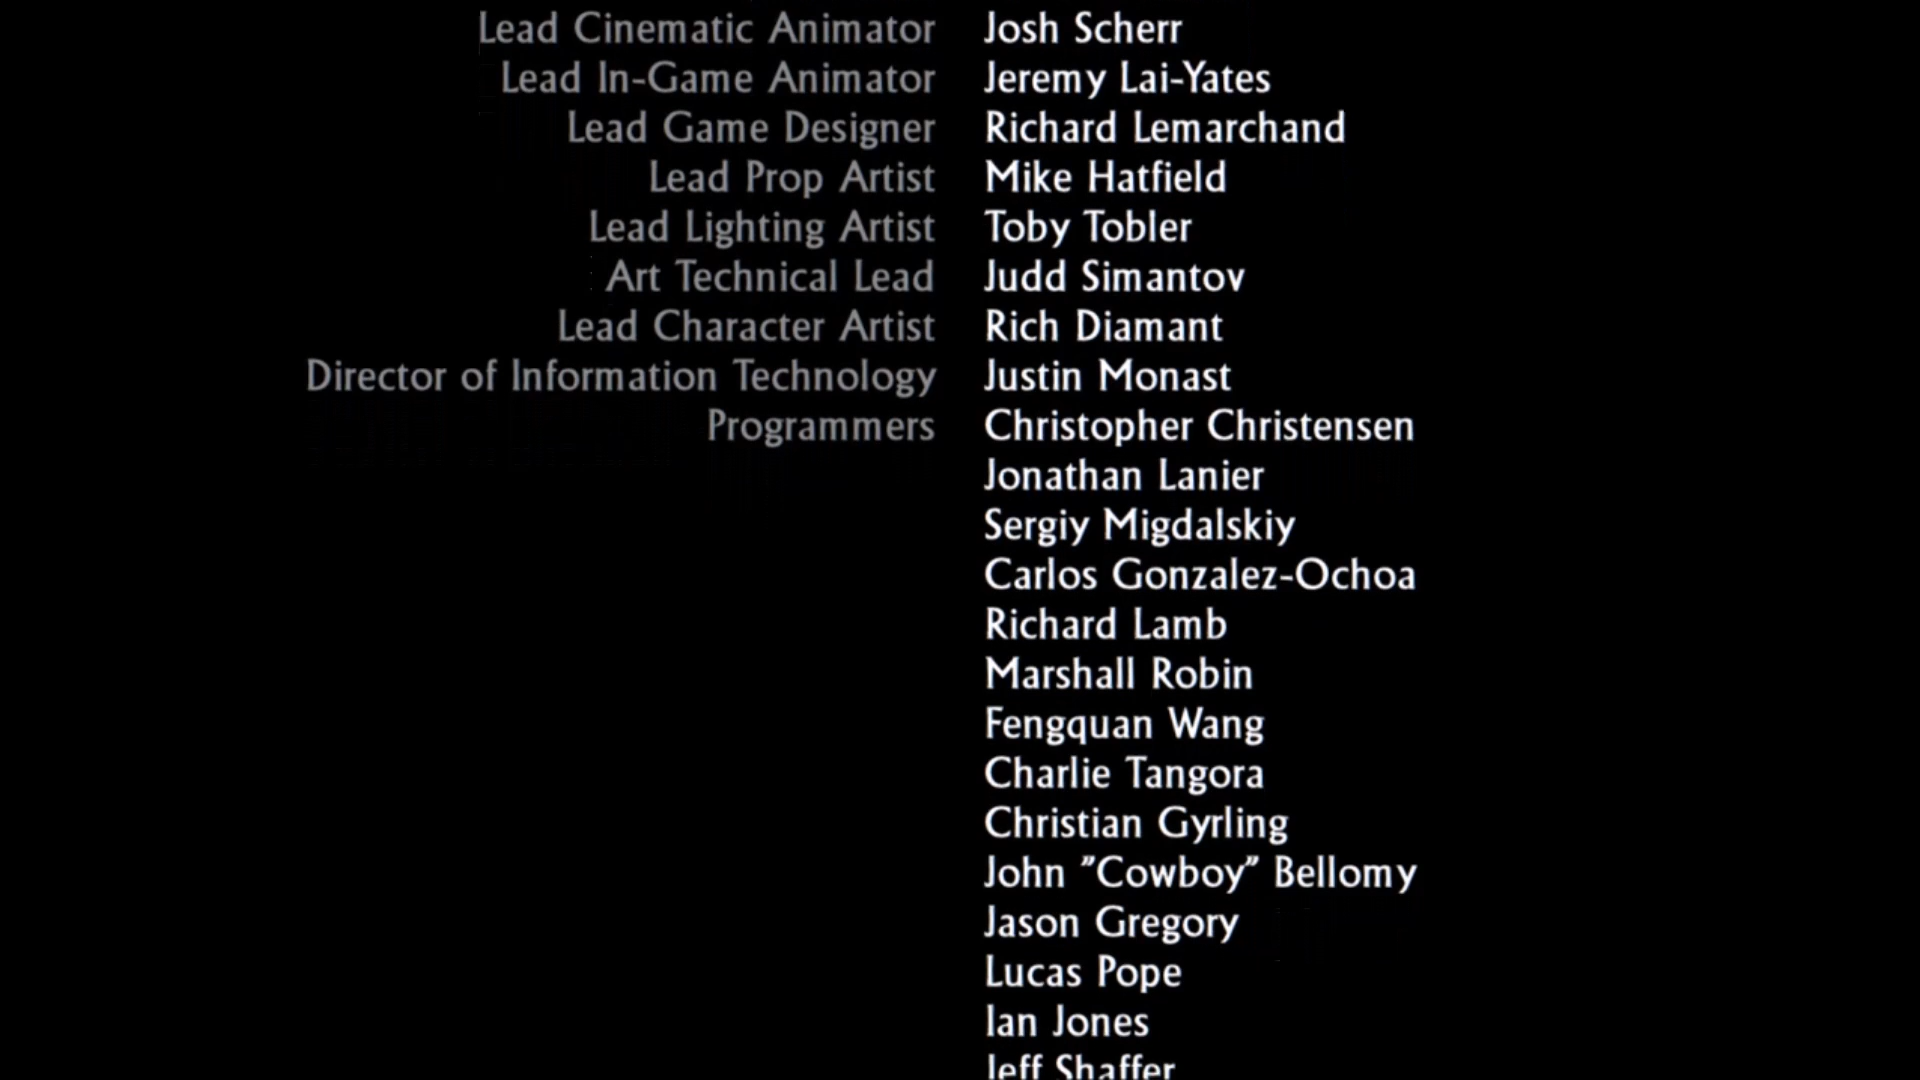 Lead Cinematic Animator Josh Scherr
Lead In-Game Animator Jeremy Lai-Yates
Lead Game Designer Richard Lemarchand
Lead Prop Artist Mike Hatfield
Lead Lighting Artist Toby Tobler
Art Technical Lead Judd Simantov
Lead Character Artist Rich Diamant
Director of Information Technology Justin Monast
Programmers Christopher Christensen
Jonathan Lanier
Sergiy Migdalskiy
Carlos Gonzalez-Ochoa
Richard Lamb
Marshall Robin
Fengquan Wang
Charlie Tangora
Christian Gyrling
John "Cowboy" Bellomy
Jason Gregory
Lucas Pope
Ian Jones
Jeff Shaffer